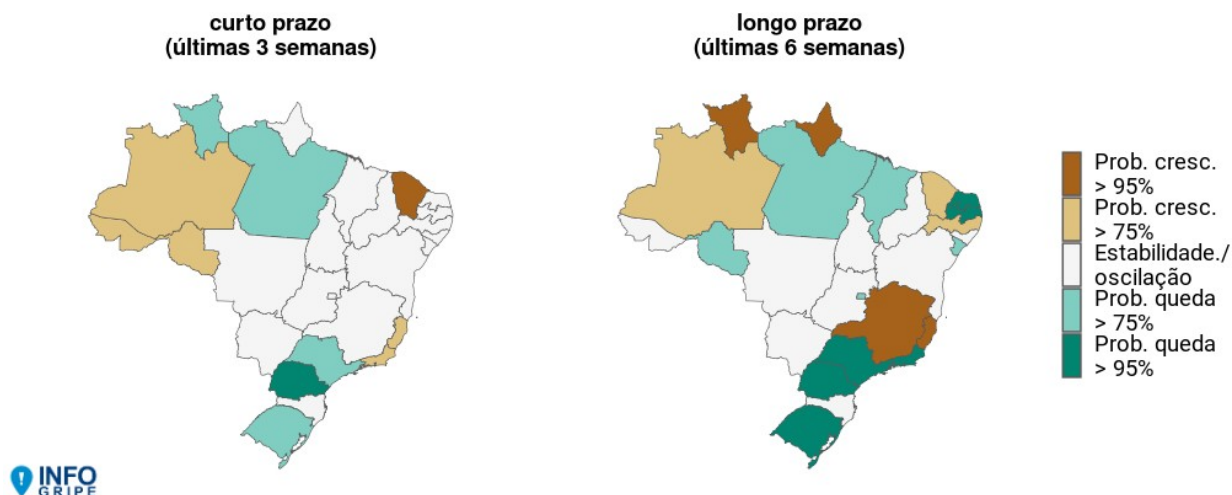 curto prazo
(últimas 3 semanas)
longo prazo
(últimas 6 semanas)
Prob. cresc.
> 95%
Prob. cresc.
> 75%
Estabilidade./
oscilação
Prob. queda
> 75%
Prob. queda
> 95%
INFO
GRIPE